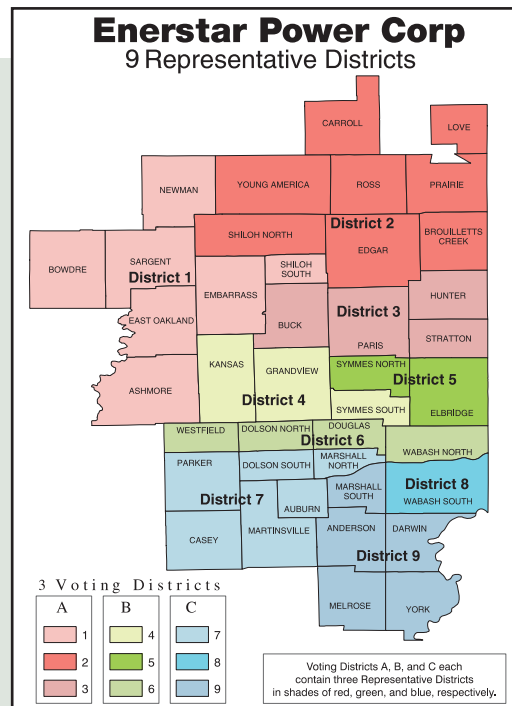 Enerstar Power Corp
9 Representative Districts
CARROLL
LOVE
NEWMAN
YOUNG AMERICA
ROSS
PRAIRIE
District 2
SHILOH NORTH
EDGAR
BROUILLETTS
CREEK
BOWDRE
SARGENT
District 1
SHILOH
SOUTH
EMBARRASS
HUNTER
EAST OAKLAND
BUCK
District 3
PARIS
STRATTON
KANSAS
GRANDVIEW
SYMMES NORTH
District 5
ASHMORE
District 4
SYMMES SOUTH
ELBRIDGE
WESTFIELD
DOLSON NORTH
DOUGLAS
District 6
WABASH NORTH
PARKER
DOLSON SOUTH
MARSHALL
NORTH
District 7
AUBURN
MARSHALL
SOUTH
District 8
WABASH SOUTH
CASEY
MARTINSVILLE
ANDERSON
DARWIN
District 9
MELROSE
YORK
3 Voting Districts
A B C
1 4 7
2 5 8
3 6 9
Voting Districts A, B, and C each
contain three Representative Districts
in shades of red, green, and blue, respectively.